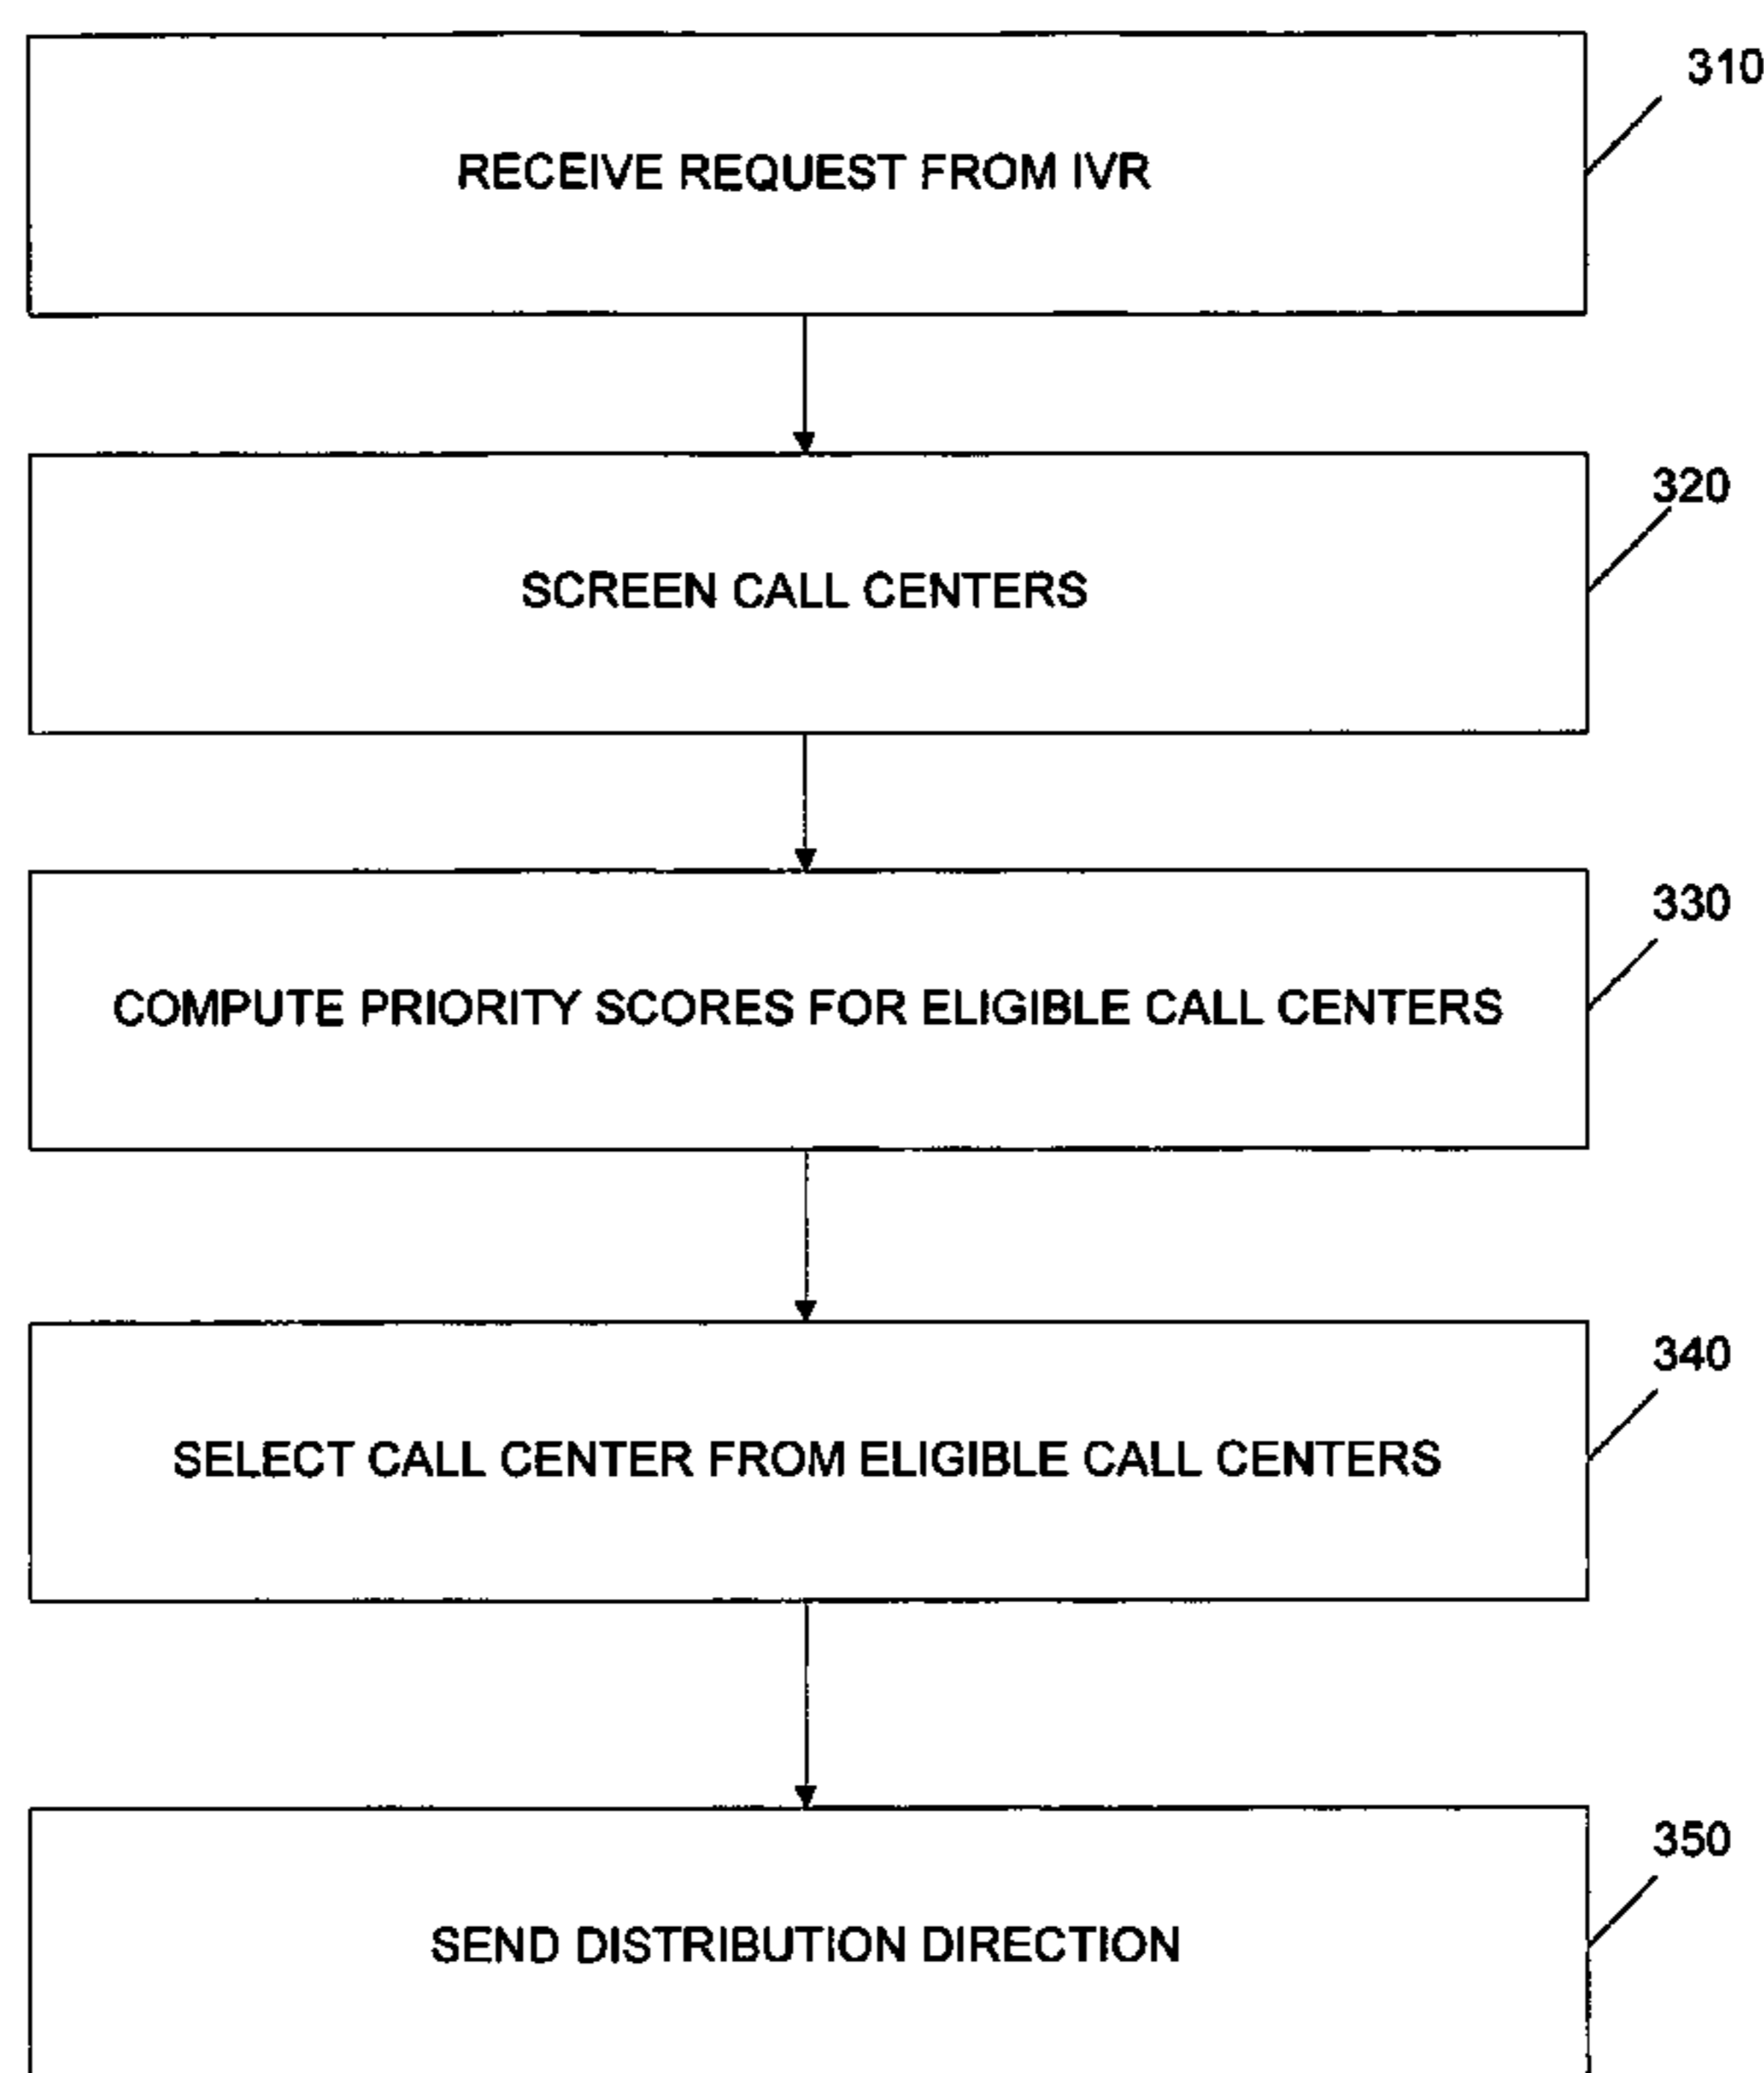 310
RECEIVE REQUEST FROM IVR
320
SCREEN CALL CENTERS
330
COMPUTE PRIORITY SCORES FOR ELIGIBLE CALL CENTERS
340
SELECT CALL CENTER FROM ELIGIBLE CALL CENTERS
350
SEND DISTRIBUTION DIRECTION